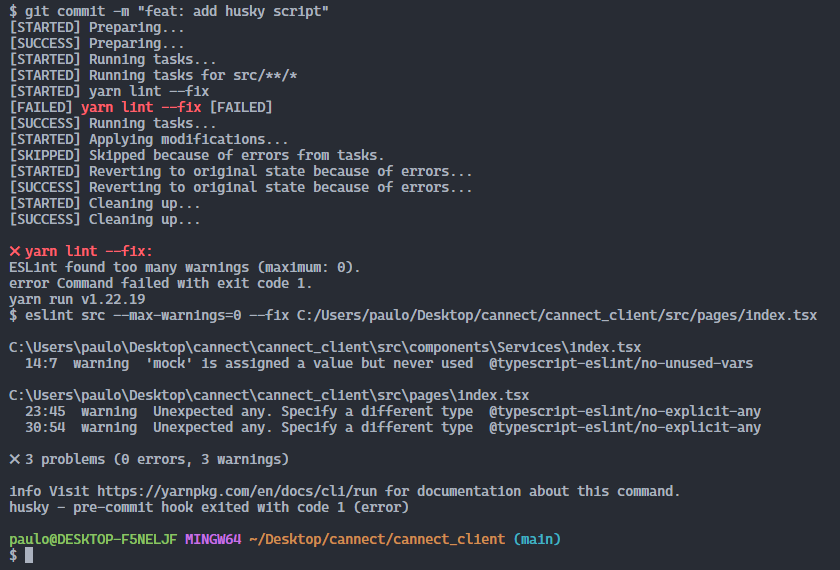 $ git commit -m "feat: add husky script"
[STARTED] Preparing...
[SUCCESS] Preparing...
[STARTED] Running tasks...
[STARTED] Running tasks for src/**/*
[STARTED] yarn lint --fix
[FAILED] yarn lint --fix [FAILED]
[SUCCESS] Running tasks...
[STARTED] Applying modifications...
[SKIPPED] Skipped because of errors from tasks.
[STARTED] Reverting to original state because of errors...
[SUCCESS] Reverting to original state because of errors...
[STARTED] Cleaning up...
[SUCCESS] Cleaning up...
× yarn lint --fix:
ESLint found too many warnings (maximum: 0).
error Command failed with exit code 1.
yarn run v1.22.19
$ eslint src --max-warnings=0 --fix C:/Users/paulo/Desktop/cannect/cannect_client/src/pages/index.tsx
C:\Users\paulo\Desktop\cannect\cannect_client\src\components\Services\index.tsx
  14:7  warning  'mock' is assigned a value but never used  @typescript-eslint/no-unused-vars
C:\Users\paulo\Desktop\cannect\cannect_client\src\pages\index.tsx
  23:45  warning  Unexpected any. Specify a different type  @typescript-eslint/no-explicit-any
  30:54  warning  Unexpected any. Specify a different type  @typescript-eslint/no-explicit-any
× 3 problems (0 errors, 3 warnings)
info Visit https://yarnpkg.com/en/docs/cli/run for documentation about this command.
husky - pre-commit hook exited with code 1 (error)
paulo@DESKTOP-F5NELJF MINGW64 ~/Desktop/cannect/cannect_client (main)
$